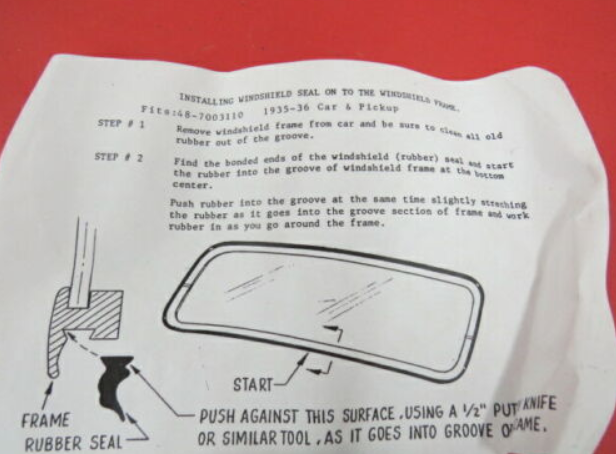 INSTALLING WINDSHIELD SEAL ON TO THE WINDSHIELD FRAME.
Fits:48-7003110 1935-36 Car & Pickup
STEP # 1 Remove windshield frame from car and be sure to clean all old
rubber out of the groove.
STEP # 2 Find the bonded ends of the windshield (rubber) seal and start
the rubber into the groove of windshield frame at the bottom
center.
Push rubber into the groove at the same time slightly streching
the rubber as it goes into the groove section of frame and work
rubber in as you go around the frame.
START
FRAME
RUBBER SEAL
PUSH AGAINST THIS SURFACE. USING A 1/2" PUT KNIFE
OR SIMILAR TOOL, AS IT GOES INTO GROOVE